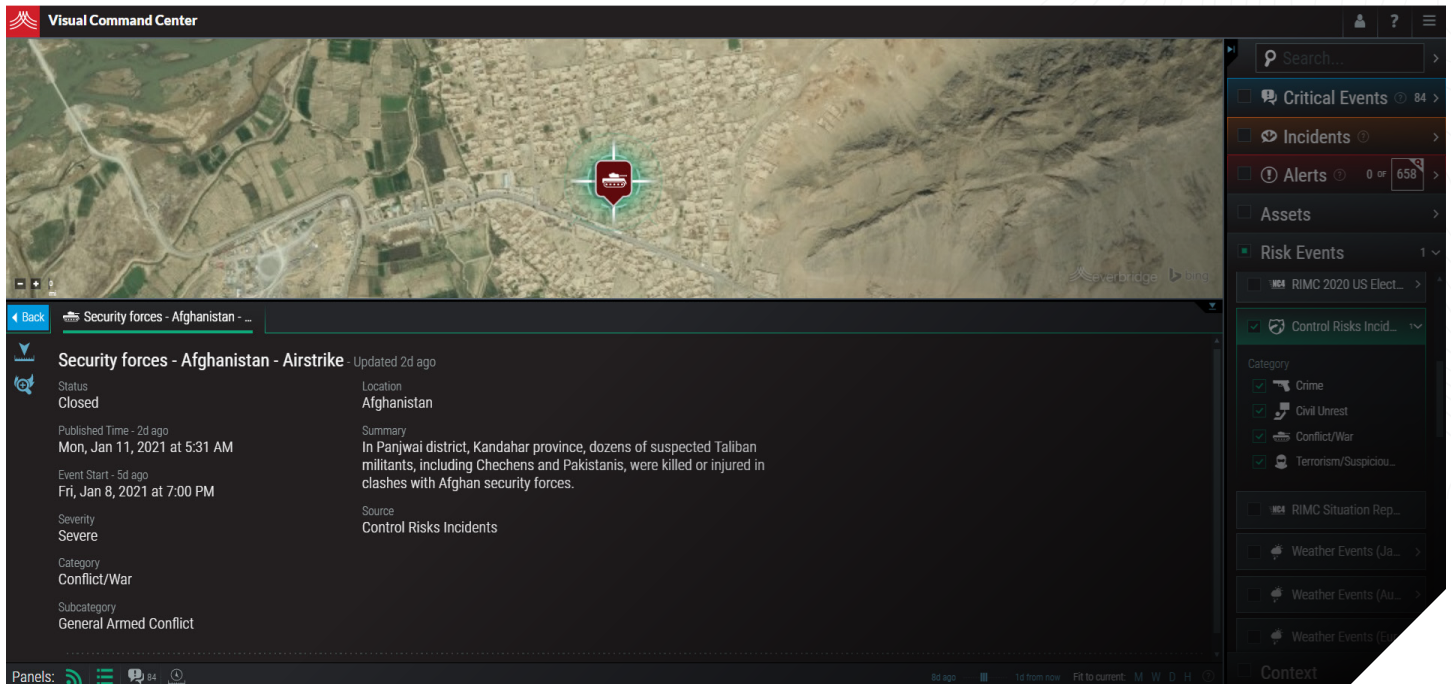 Visual Command Center
?
Search...
Critical Events ? 84 >
Incidents ? >
Alerts ? 0 OF 658 >
Assets >
Risk Events 1
NC4 RIMC 2020 US Elect... >
Control Risks Incid... 1
Category
Crime
Civil Unrest
Conflict/War
Terrorism/Suspiciou...
NC4 RIMC Situation Rep...
Weather Events (Ja... >
Weather Events (Au... >
Weather Events (Eu
Context
everbridge bing
Back
Security forces - Afghanistan - ...
Security forces - Afghanistan - Airstrike - Updated 2d ago
Status
Closed
Published Time - 2d ago
Mon, Jan 11, 2021 at 5:31 AM
Event Start - 5d ago
Fri, Jan 8, 2021 at 7:00 PM
Severity
Severe
Category
Conflict/War
Subcategory
General Armed Conflict
Location
Afghanistan
Summary
In Panjwai district, Kandahar province, dozens of suspected Taliban
militants, including Chechens and Pakistanis, were killed or injured in
clashes with Afghan security forces.
Source
Control Risks Incidents
Panels: 84
8d ago 1d from now Fit to current: M W D H